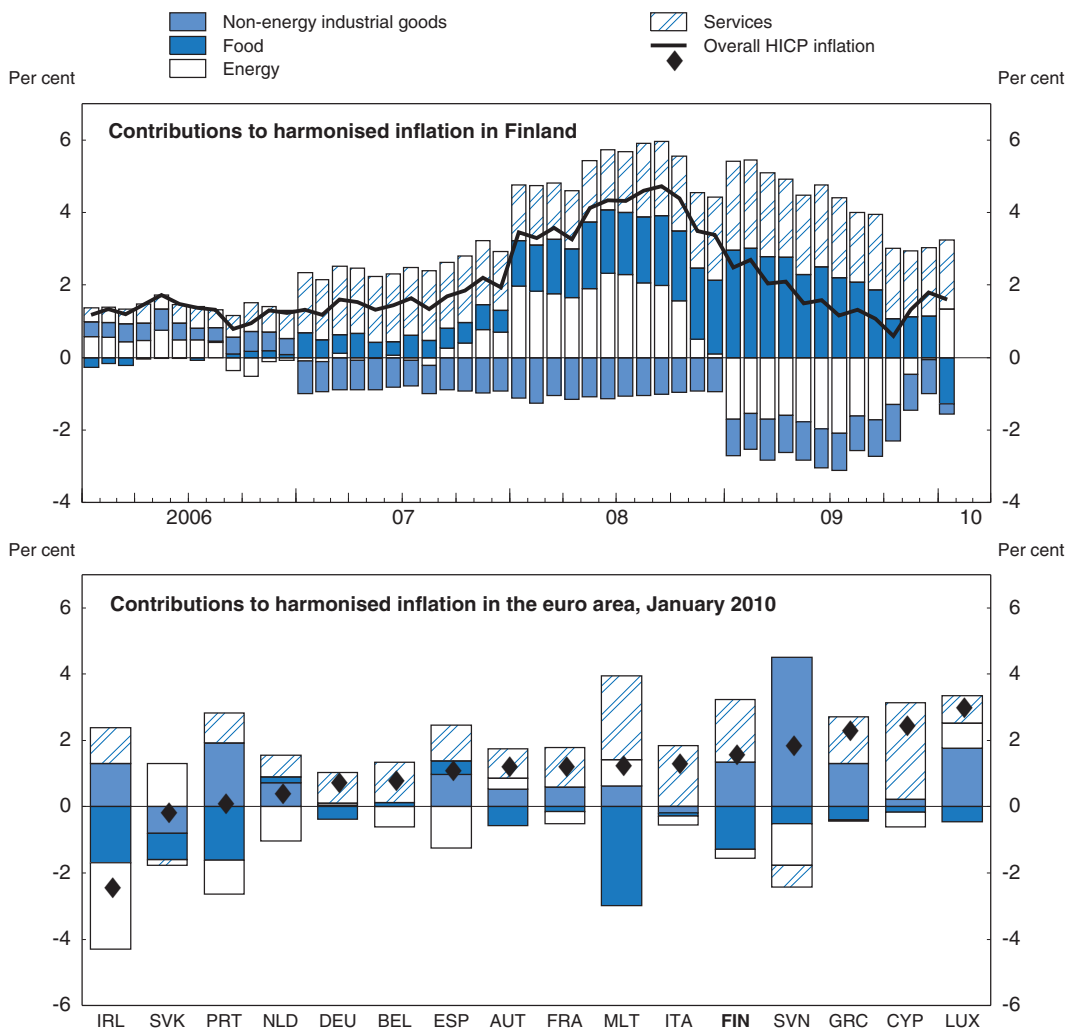 Non-energy industrial goods
Food
Energy
Services
Overall HICP inflation
Per cent Per cent
Contributions to harmonised inflation in Finland
6 6
4 4
2 2
0 0
-2 -2
-4 -4
2006 07 08 09 10
Per cent Per cent
Contributions to harmonised inflation in the euro area, January 2010
6 6
4 4
2 2
0 0
-2 -2
-4 -4
-6 -6
IRL SVK PRT NLD DEU BEL ESP AUT FRA MLT ITA FIN SVN GRC CYP LUX